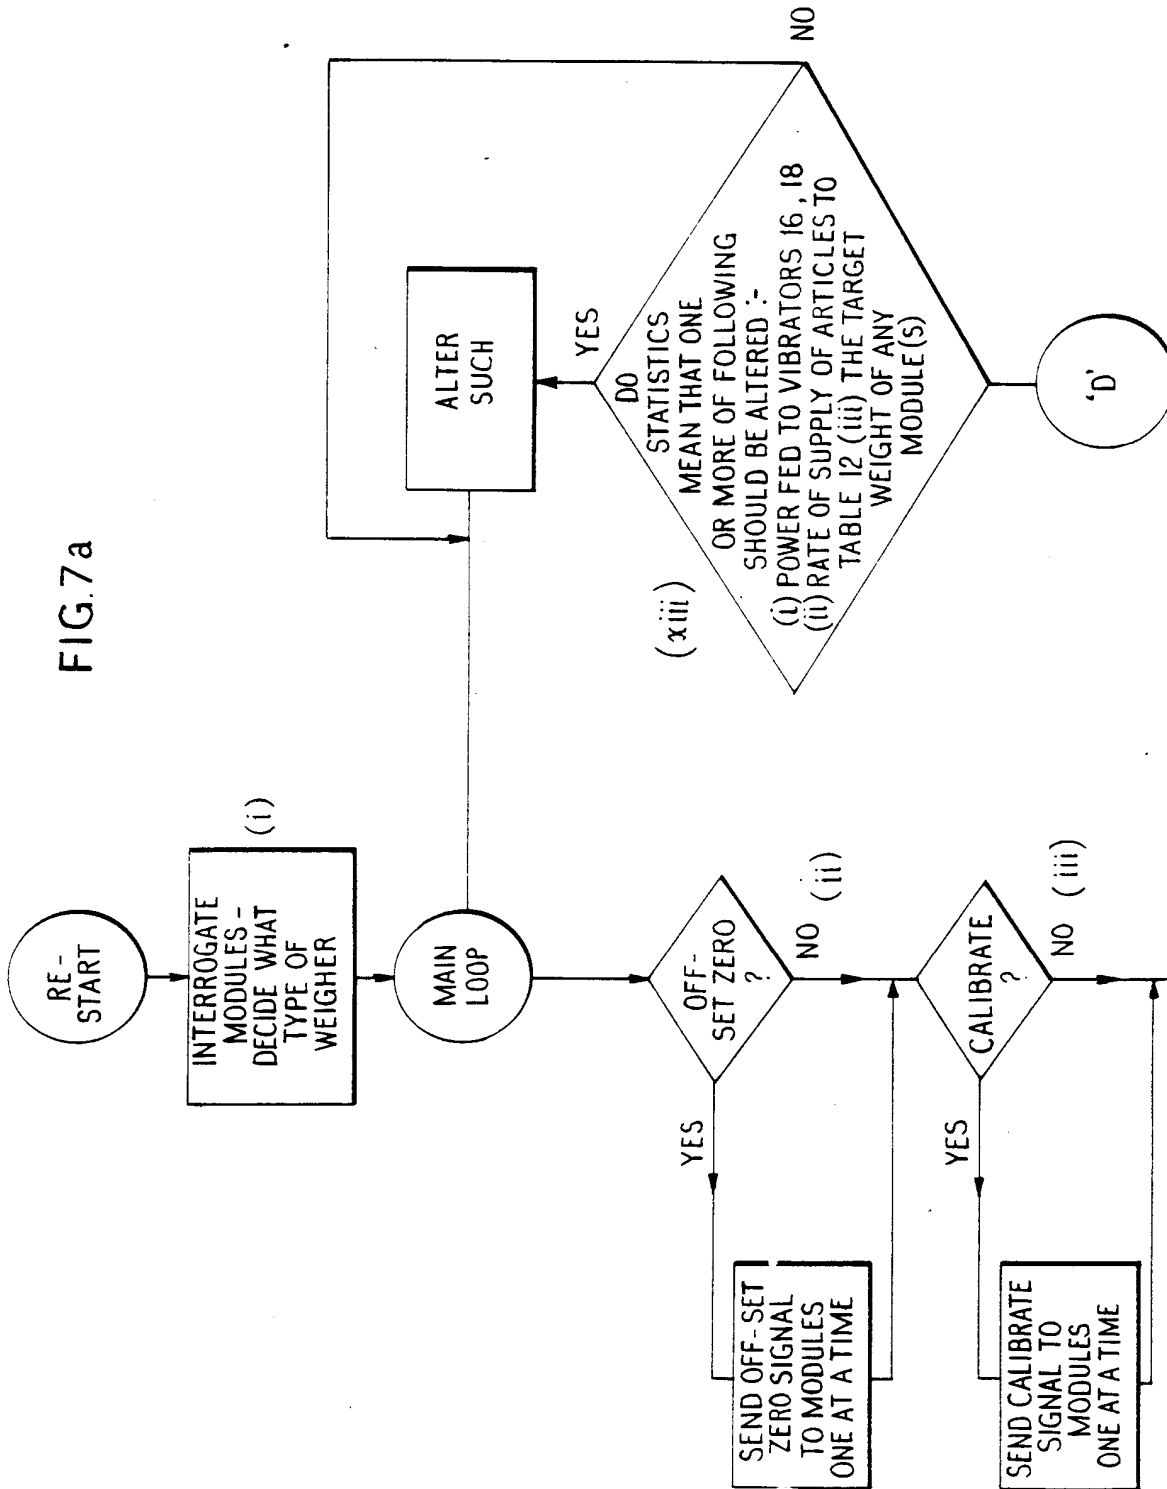 FIG.7a
RE-
START
INTERROGATE
MODULES-
DECIDE WHAT
TYPE OF
WEIGHER
(i)
MAIN
LOOP
OFF-
SET ZERO
?
YES
NO
(ii)
SEND OFF-SET
ZERO SIGNAL
TO MODULES
ONE AT A TIME
CALIBRATE
?
YES
NO
(iii)
SEND CALIBRATE
SIGNAL TO
MODULES
ONE AT A TIME
ALTER
SUCH
YES
NO
(xiii)
DO
STATISTICS
MEAN THAT ONE
OR MORE OF FOLLOWING
SHOULD BE ALTERED :-
(i) POWER FED TO VIBRATORS 16, 18
(ii) RATE OF SUPPLY OF ARTICLES TO
TABLE 12 (iii) THE TARGET
WEIGHT OF ANY
MODULE(S)
'D'